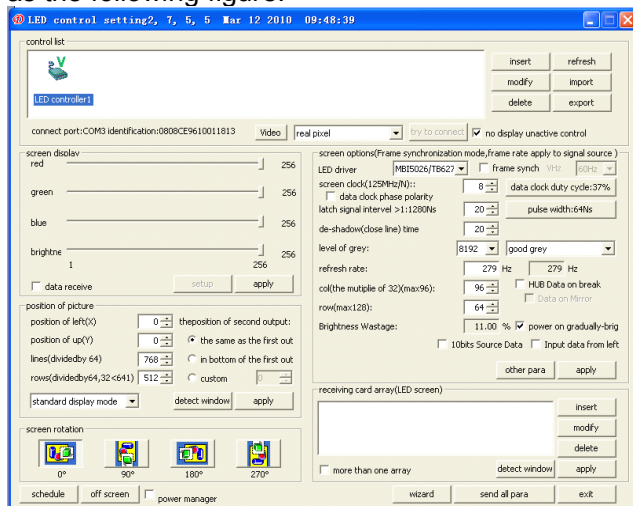 as the following figure:
LED control setting2, 7, 5, 5 Mar 12 2010 09:48:39
control list
LED controller1
insert refresh
modify import
delete export
connect port:COM3 identification:0808CE9610011813 Video real pixel try to connect no display unactive control
screen display
red 256
green 256
blue 256
brightne 256
1 256
data receive setup apply
position of picture
position of left(X) 0 theposition of second output:
position of up(Y) 0 the same as the first out
lines(dividedby 64) 768 in bottom of the first out
rows(dividedby64,32<641) 512 custom 0
standard display mode detect window apply
screen rotation
0° 90° 180° 270°
screen options(Frame synchronization mode,frame rate apply to signal source )
LED driver MBI5026/TB627 frame synch VHz 60Hz
screen clock(125MHz/N):: 8 data clock duty cycle:37%
data clock phase polarity
latch signal intervel >1:1280Ns 20 pulse width:64Ns
de-shadow(close line) time 20
level of grey: 8192 good grey
refresh rate: 279 Hz 279 Hz
col(the mutiplie of 32)(max96): 96 HUB Data on break
Data on Mirror
row(max128): 64
Brightness Wastage: 11.00 % power on gradually-brig
10bits Source Data Input data from left
other para apply
receiving card array(LED screen)
insert
modify
delete
more than one array detect window apply
schedule off screen power manager wizard send all para exit